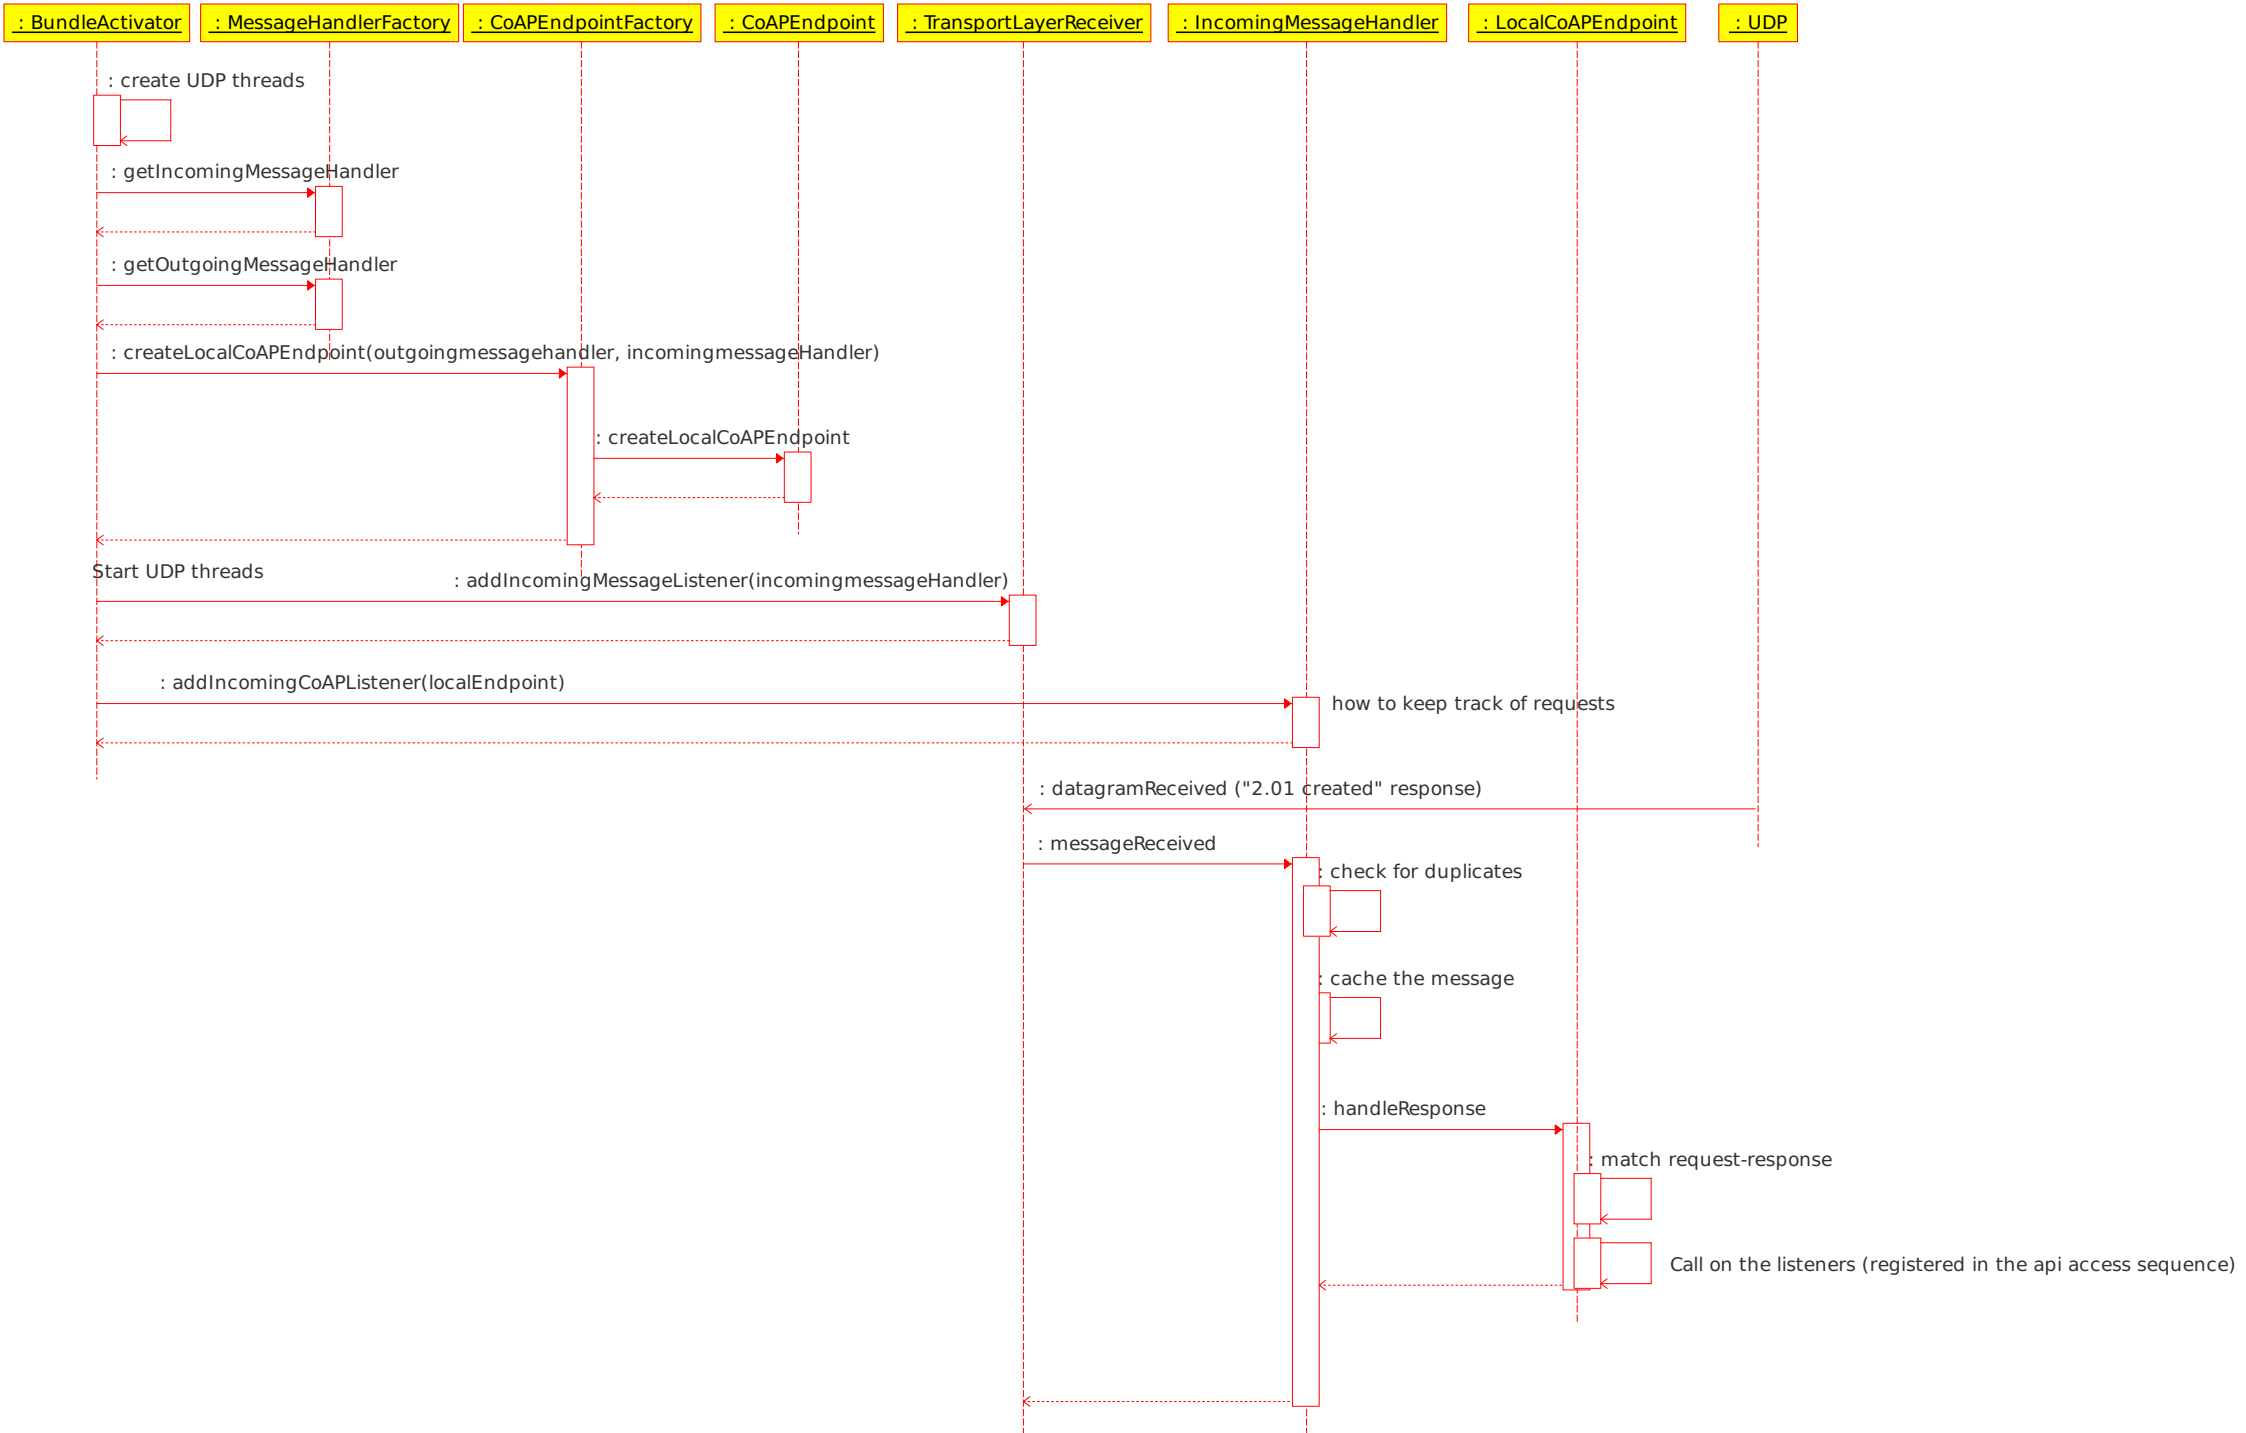 : BundleActivator
: MessageHandlerFactory
: CoAPEndpointFactory
: CoAPEndpoint
: TransportLayerReceiver
: IncomingMessageHandler
: LocalCoAPEndpoint
: UDP
: create UDP threads
: getIncomingMessageHandler
: getOutgoingMessageHandler
: createLocalCoAPEndpoint(outgoingmessagehandler, incomingmessageHandler)
: createLocalCoAPEndpoint
Start UDP threads
: addIncomingMessageListener(incomingmessageHandler)
: addIncomingCoAPListener(localEndpoint)
how to keep track of requests
: datagramReceived ("2.01 created" response)
: messageReceived
: check for duplicates
: cache the message
: handleResponse
: match request-response
Call on the listeners (registered in the api access sequence)